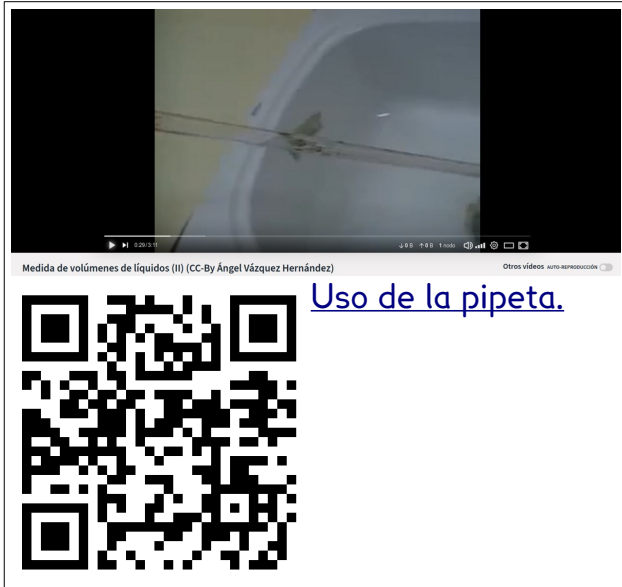 0:29/3:11
↓ 0 B ↑ 0 B 1 nodo
Medida de volúmenes de líquidos (II) (CC-By Ángel Vázquez Hernández)
Otros vídeos AUTO-REPRODUCCIÓN
Uso de la pipeta.